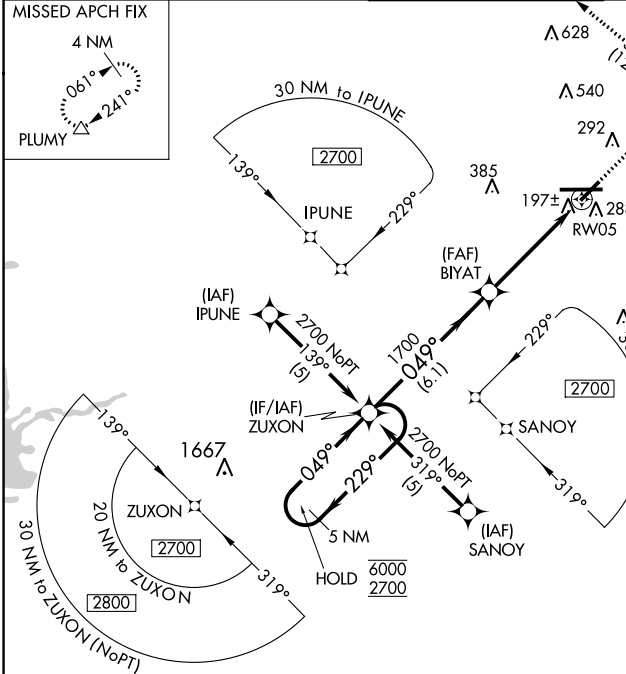 MISSED APCH FIX
4 NM
061°
241°
PLUMY
628
540
292
30 NM to IPUNE
2700
139°
229°
IPUNE
385
197±
RW05
(FAF)
BIYAT
(IAF)
IPUNE
2700 NoPT
139°
(5)
1700
049°
(6.1)
229°
2700
SANOY
319°
(IF/IAF)
ZUXON
2700 NoPT
319°
(5)
(IAF)
SANOY
049°
229°
5 NM
HOLD
6000
2700
139°
1667
ZUXON
2700
20 NM to ZUXON
319°
2800
30 NM to ZUXON (NoPT)